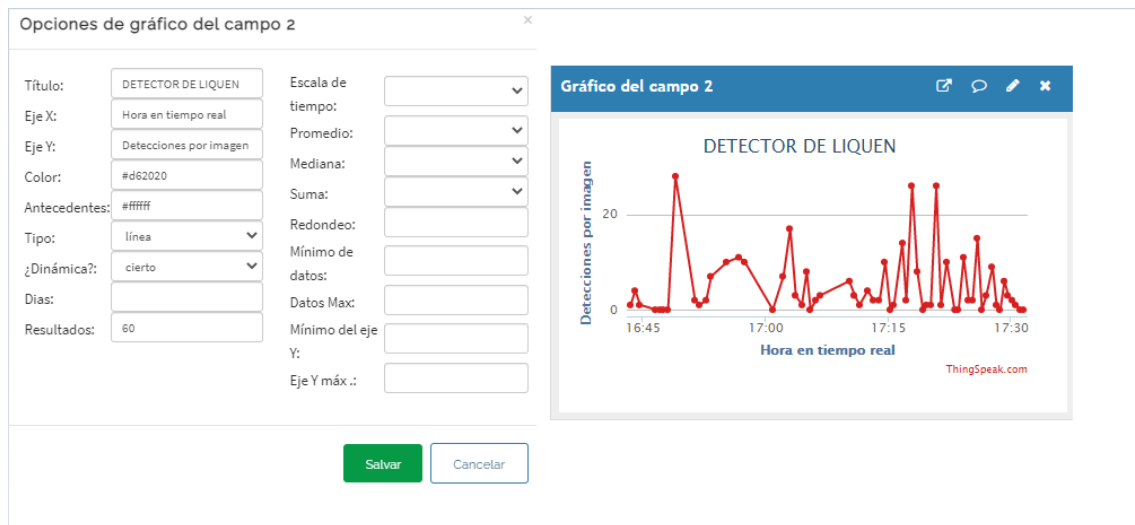 Opciones de gráfico del campo 2
×
Título: DETECTOR DE LIQUEN
Eje X: Hora en tiempo real
Eje Y: Detecciones por imagen
Color: #d62020
Antecedentes: #ffffff
Tipo: línea
¿Dinámica?: cierto
Dias:
Resultados: 60
Escala de
tiempo:
Promedio:
Mediana:
Suma:
Redondeo:
Mínimo de
datos:
Datos Max:
Mínimo del eje
Y:
Eje Y máx .:
Salvar
Cancelar
Gráfico del campo 2
DETECTOR DE LIQUEN
Detecciones por imagen
20
0
16:45 17:00 17:15 17:30
Hora en tiempo real
ThingSpeak.com